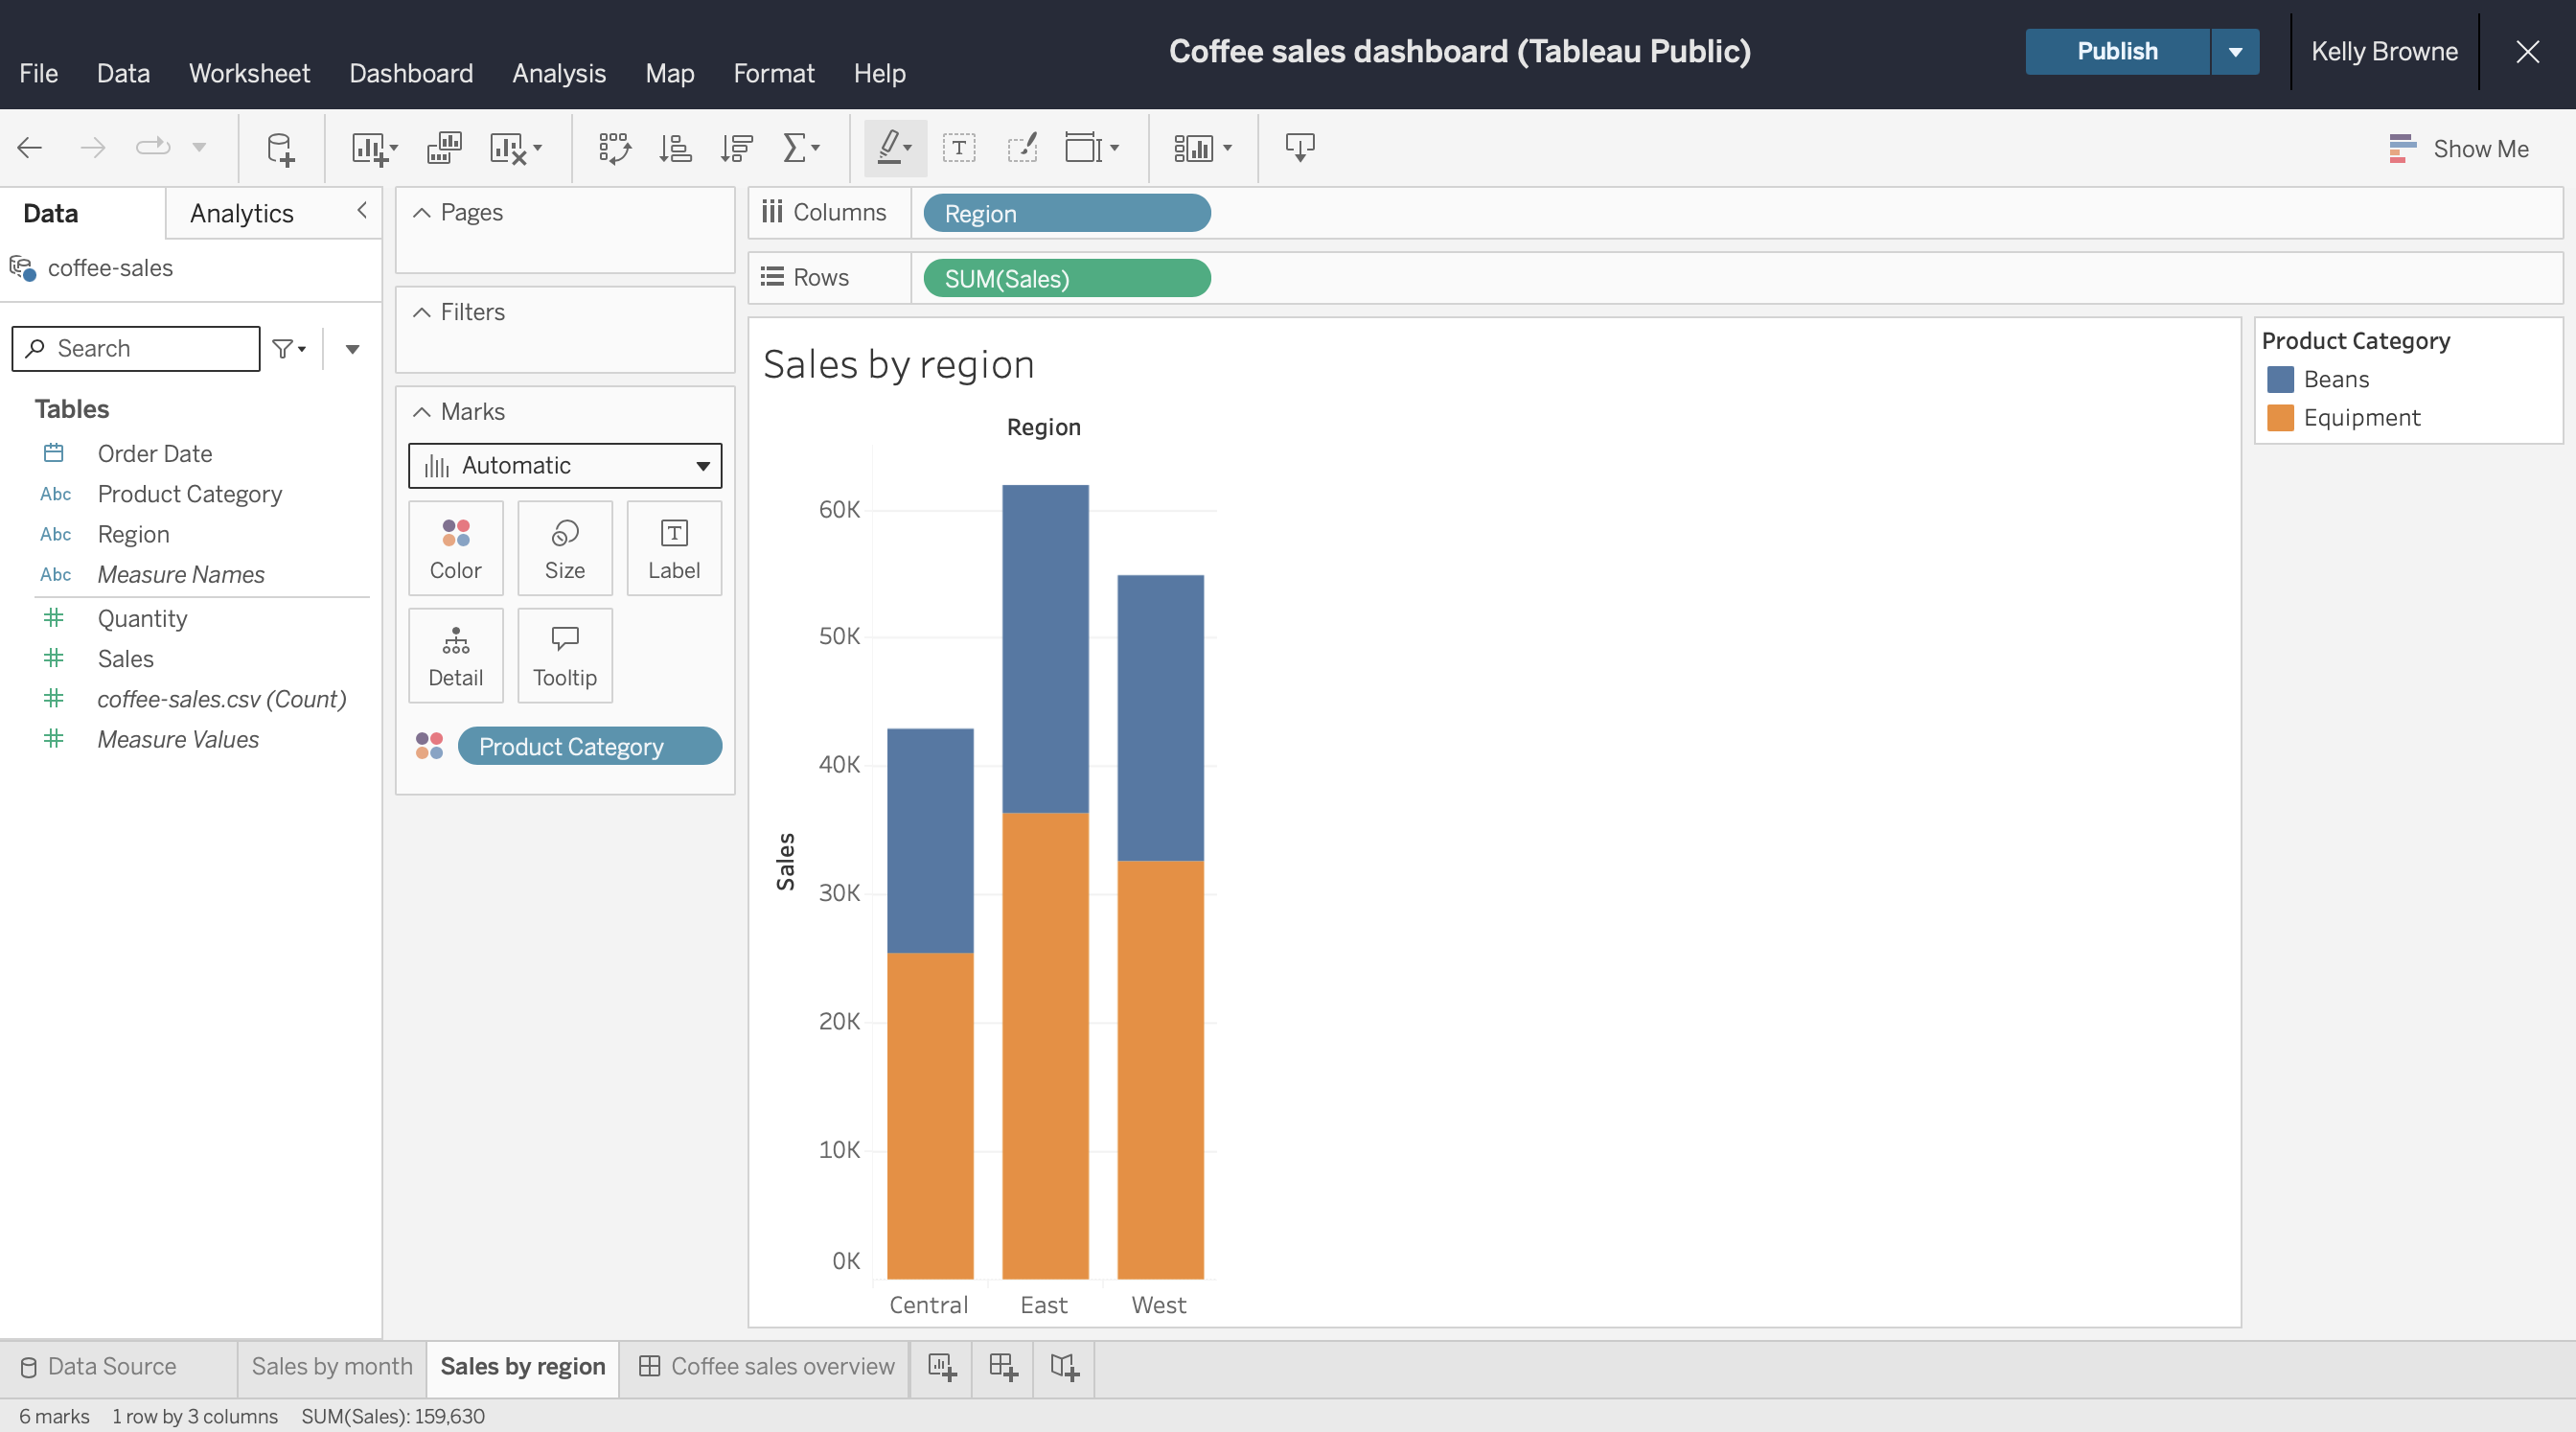 Coffee sales dashboard (Tableau Public)
Publish
Kelly Browne
File Data Worksheet Dashboard Analysis Map Format Help
Show Me
Data
Analytics
coffee-sales
Search
Tables
Order Date
Abc Product Category
Abc Region
Abc Measure Names
Quantity
Sales
coffee-sales.csv (Count)
Measure Values
Pages
Filters
Marks
Automatic
Color
Size
T
Label
Detail
Tooltip
Product Category
Columns
Region
Rows
SUM(Sales)
Sales by region
Region
Sales
60K
50K
40K
30K
20K
10K
0K
Central East West
Product Category
Beans
Equipment
Data Source
Sales by month
Sales by region
Coffee sales overview
6 marks 1 row by 3 columns SUM(Sales): 159,630